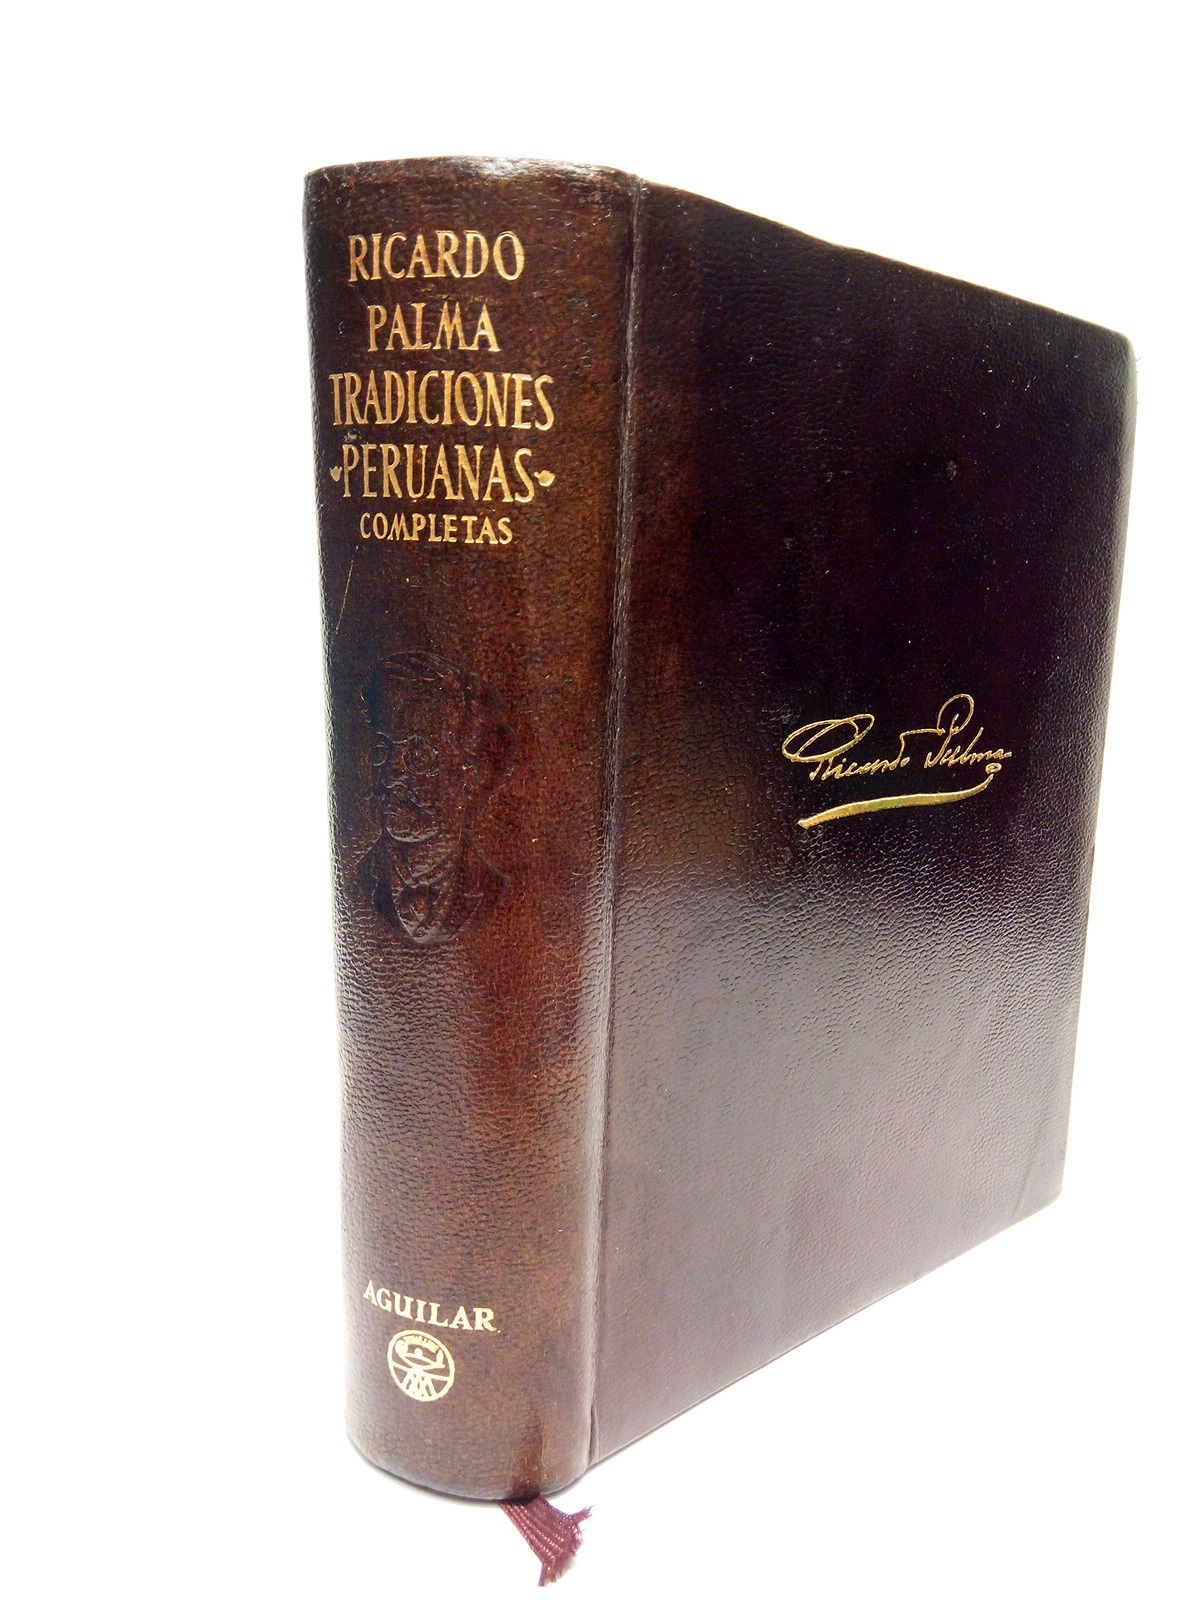 RICARDO
PALMA
TRADICIONES
PERUANAS
COMPLETAS
AGUILAR
Ricardo Palma